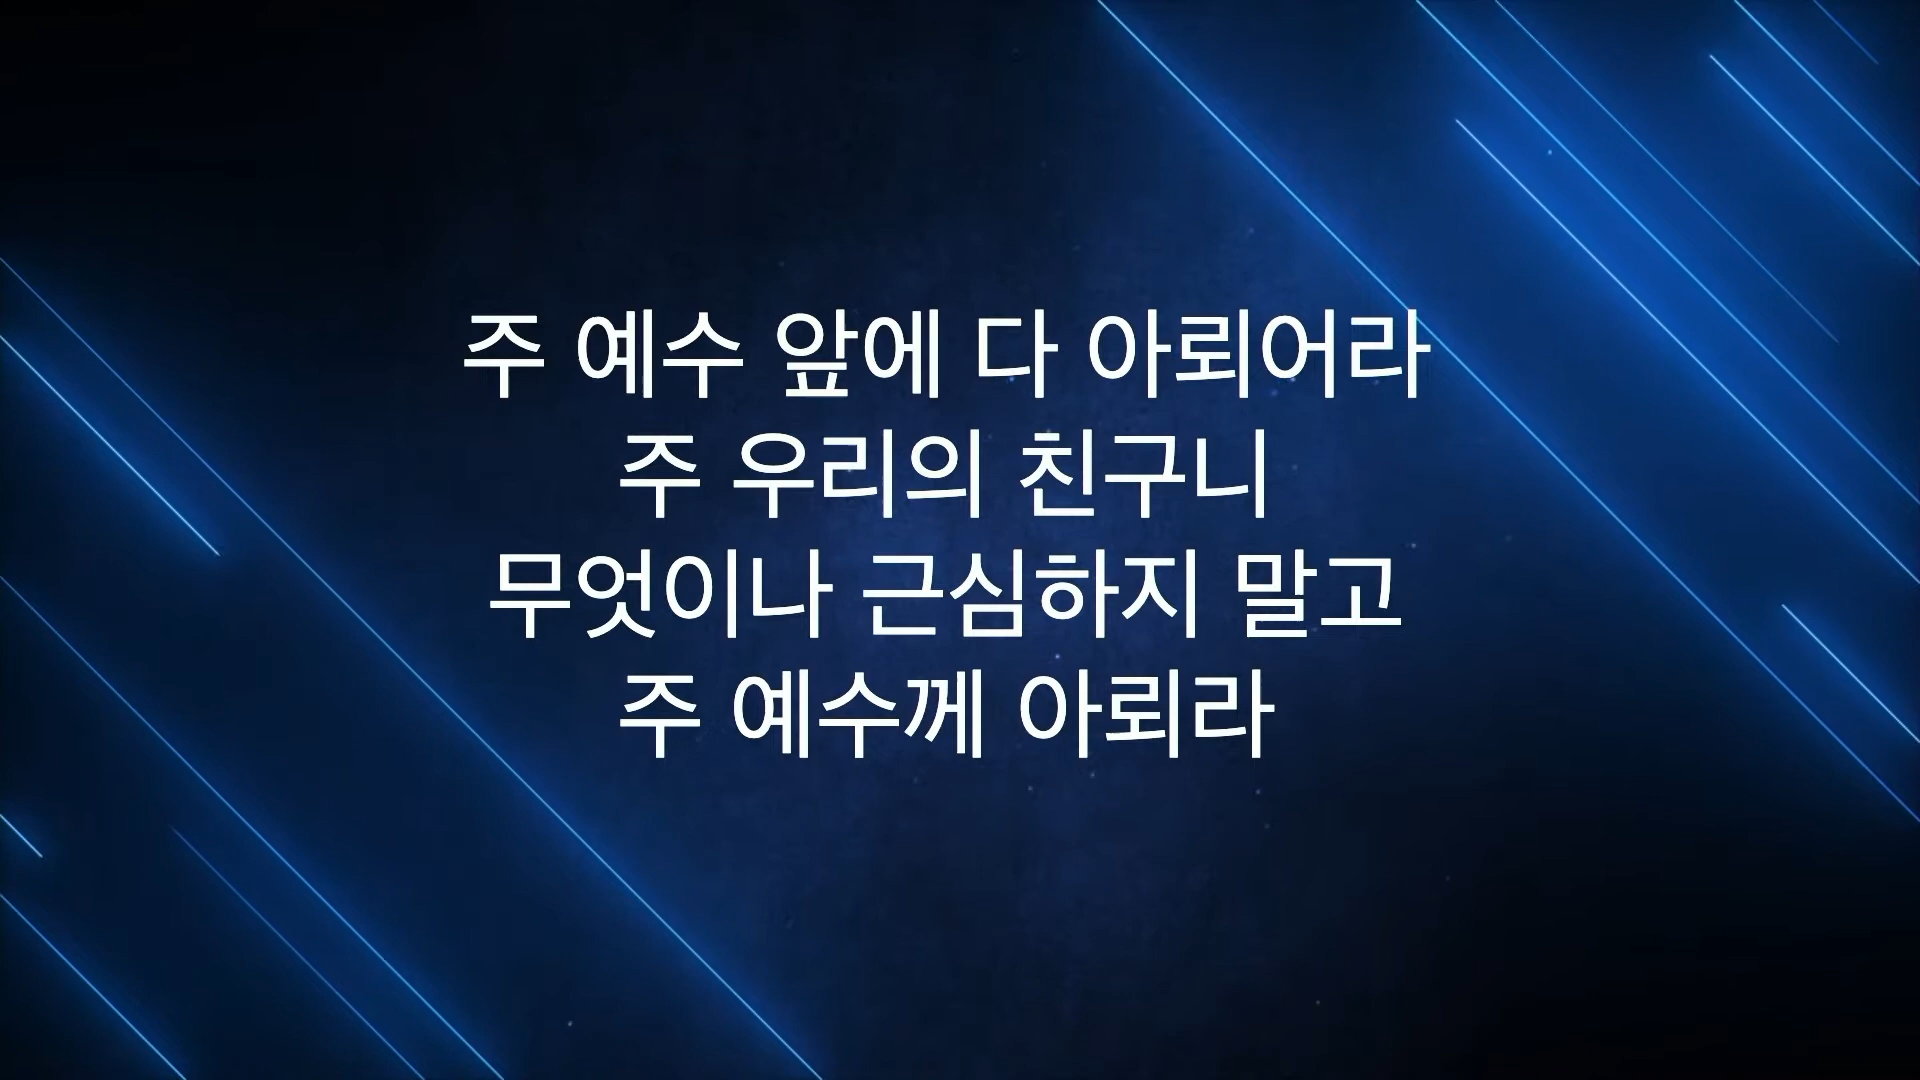 주 예수 앞에 다 아뢰어라
주 우리의 친구니
무엇이나 근심하지 말고
주 예수께 아뢰라